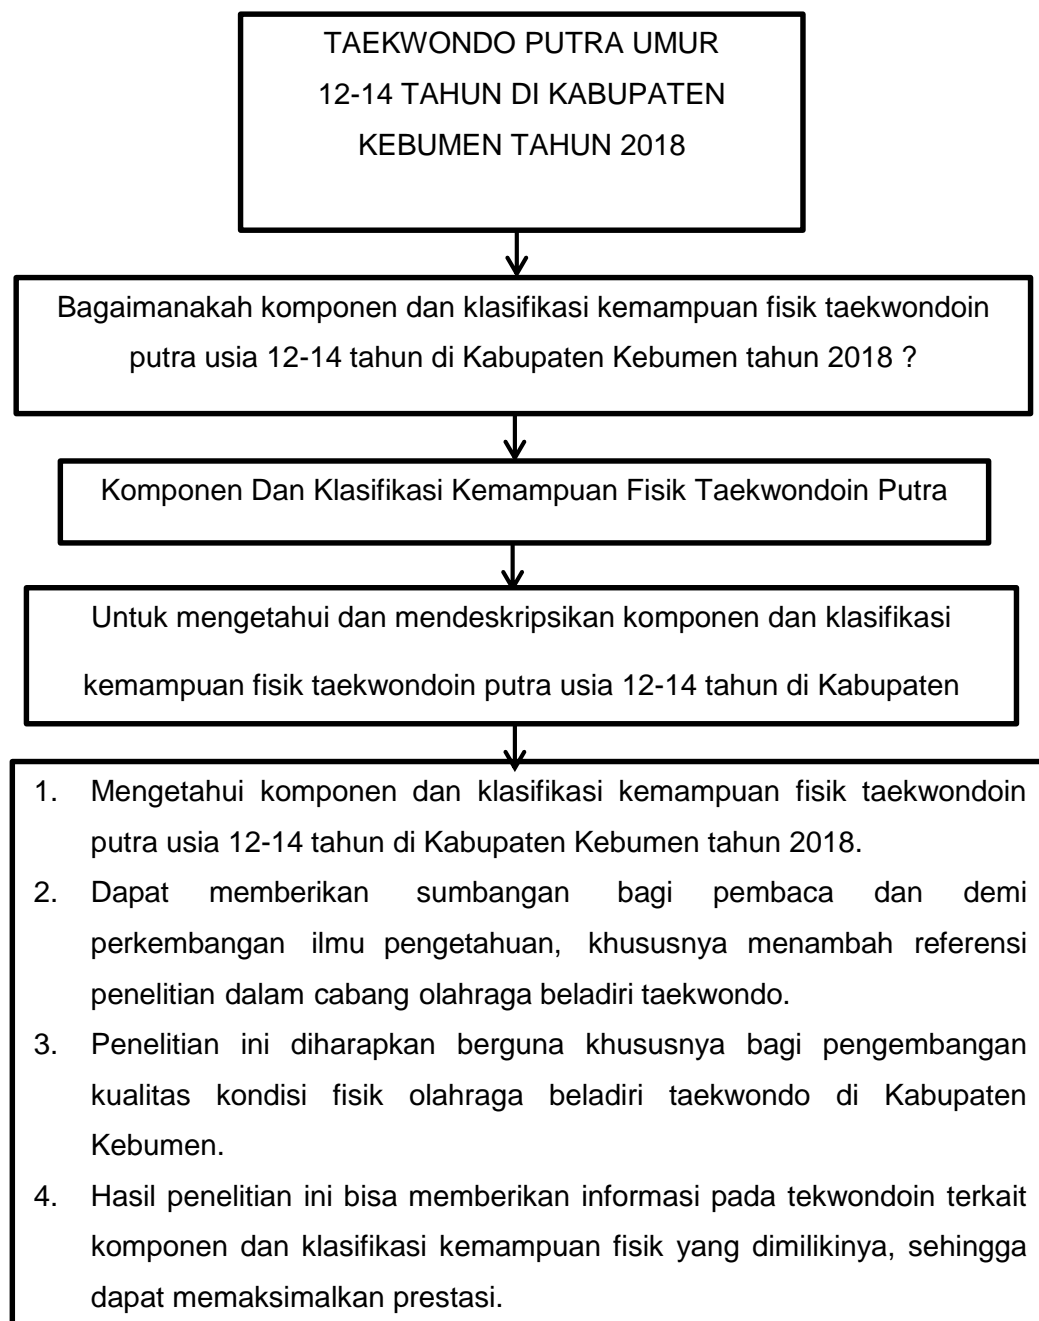 TAEKWONDO PUTRA UMUR
12-14 TAHUN DI KABUPATEN
KEBUMEN TAHUN 2018
Bagaimanakah komponen dan klasifikasi kemampuan fisik taekwondoin
putra usia 12-14 tahun di Kabupaten Kebumen tahun 2018 ?
Komponen Dan Klasifikasi Kemampuan Fisik Taekwondoin Putra
Untuk mengetahui dan mendeskripsikan komponen dan klasifikasi
kemampuan fisik taekwondoin putra usia 12-14 tahun di Kabupaten
1. Mengetahui komponen dan klasifikasi kemampuan fisik taekwondoin
putra usia 12-14 tahun di Kabupaten Kebumen tahun 2018.
2. Dapat memberikan sumbangan bagi pembaca dan demi
perkembangan ilmu pengetahuan, khususnya menambah referensi
penelitian dalam cabang olahraga beladiri taekwondo.
3. Penelitian ini diharapkan berguna khususnya bagi pengembangan
kualitas kondisi fisik olahraga beladiri taekwondo di Kabupaten
Kebumen.
4. Hasil penelitian ini bisa memberikan informasi pada tekwondoin terkait
komponen dan klasifikasi kemampuan fisik yang dimilikinya, sehingga
dapat memaksimalkan prestasi.